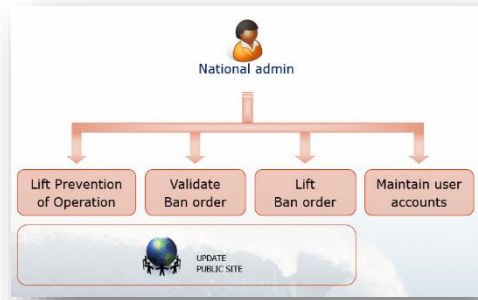 National admin
Lift Prevention
of Operation
Validate
Ban order
Lift
Ban order
Maintain user
accounts
UPDATE
PUBLIC SITE